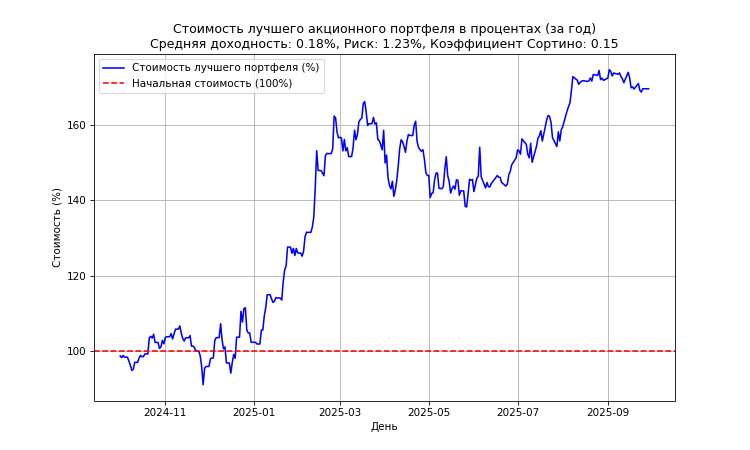 Стоимость лучшего акционного портфеля в процентах (за год)
Средняя доходность: 0.18%, Риск: 1.23%, Коэффициент Сортино: 0.15
Стоимость лучшего портфеля (%)
Начальная стоимость (100%)
Стоимость (%)
160
140
120
100
2024-11
2025-01
2025-03
2025-05
2025-07
2025-09
День